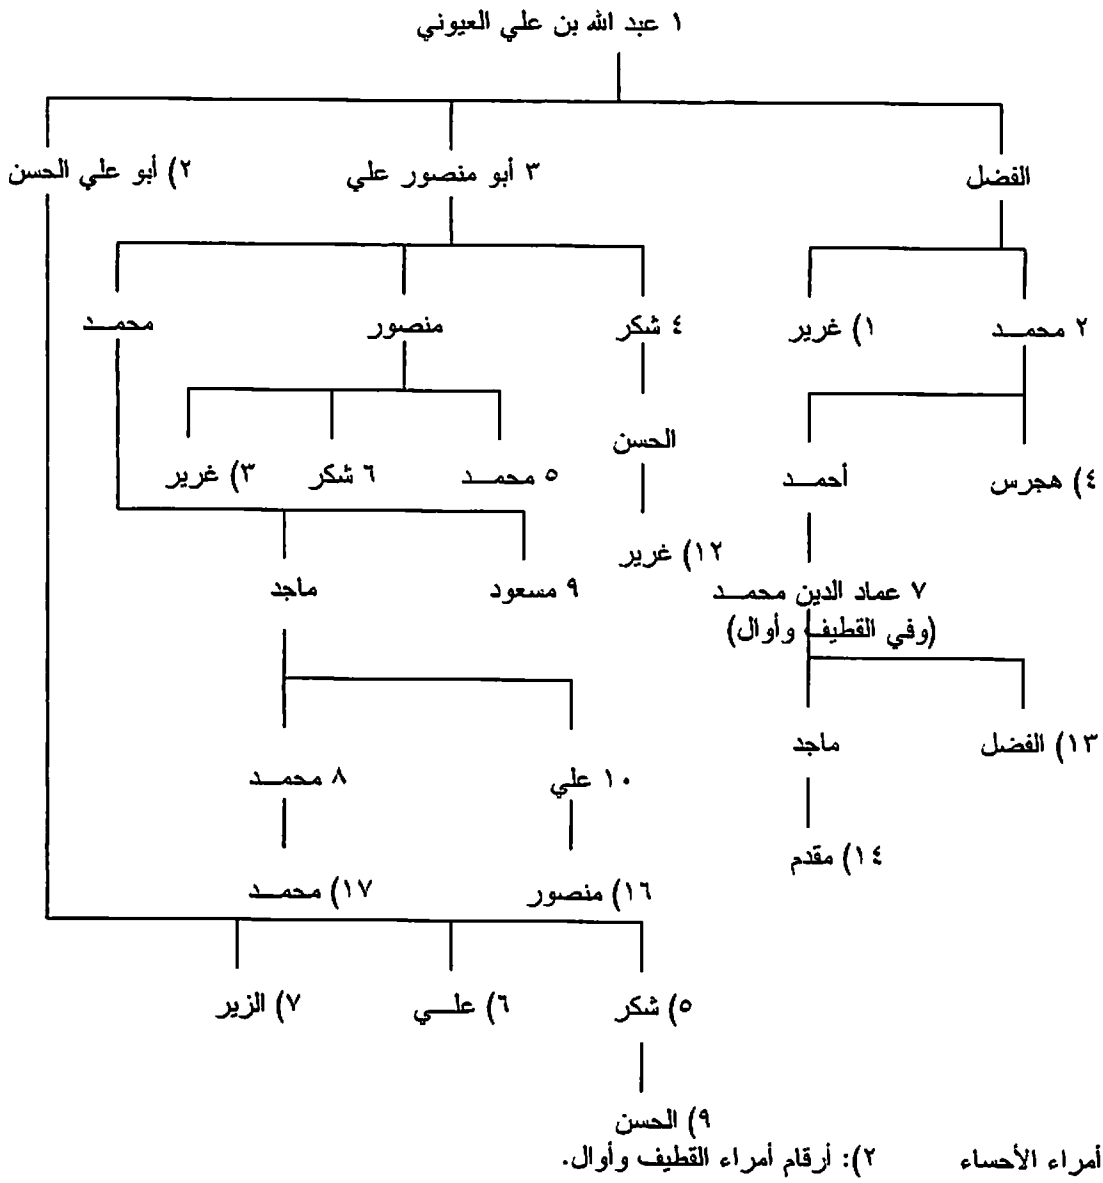 ١ عبد الله بن علي العيوني
الفضل ٣ أبو منصور علي ٢) أبو علي الحسن
٢ محمد ١) غرير ٤ شكر منصور محمد
الحسن
٤) هجرس أحمد ٥ محمد ٦ شكر ٣) غرير
١٢) غرير
٧ عماد الدين محمد ٩ مسعود ماجد
(وفي القطيف وأوال)
١٣) الفضل ماجد ١٠ علي ٨ محمد
١٤) مقدم ١٦) منصور ١٧) محمد
٥) شكر ٦) علي ٧) الزير
٩) الحسن
أمراء الأحساء ٢): أرقام أمراء القطيف وأوال.